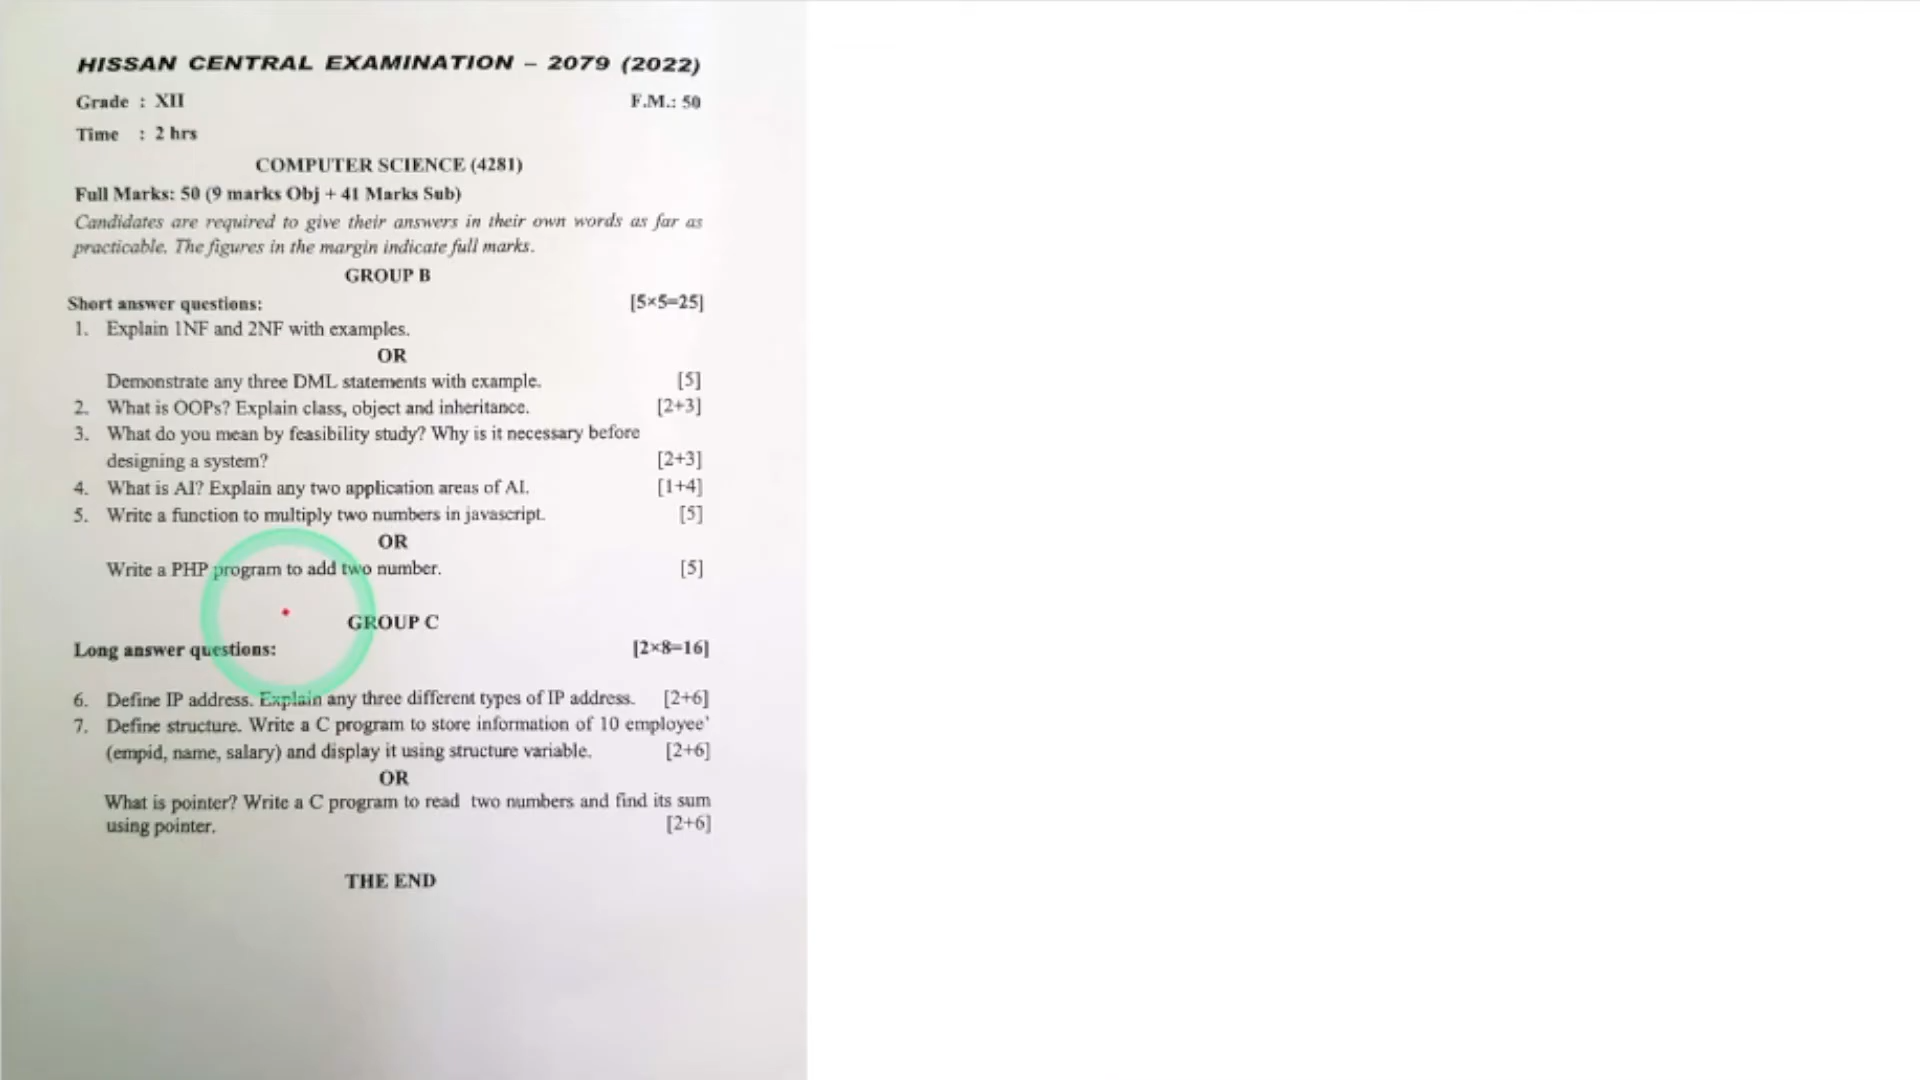 HISSAN CENTRAL EXAMINATION – 2079 (2022)
Grade : XII F.M.: 50
Time : 2 hrs
COMPUTER SCIENCE (4281)
Full Marks: 50 (9 marks Obj + 41 Marks Sub)
Candidates are required to give their answers in their own words as far as
practicable. The figures in the margin indicate full marks.
GROUP B
Short answer questions: [5×5=25]
1. Explain 1NF and 2NF with examples.
OR
Demonstrate any three DML statements with example. [5]
2. What is OOPs? Explain class, object and inheritance. [2+3]
3. What do you mean by feasibility study? Why is it necessary before
designing a system? [2+3]
4. What is AI? Explain any two application areas of AI. [1+4]
5. Write a function to multiply two numbers in javascript. [5]
OR
Write a PHP program to add two number. [5]
GROUP C
Long answer questions: [2×8=16]
6. Define IP address. Explain any three different types of IP address. [2+6]
7. Define structure. Write a C program to store information of 10 employee'
(empid, name, salary) and display it using structure variable. [2+6]
OR
What is pointer? Write a C program to read two numbers and find its sum
using pointer. [2+6]
THE END